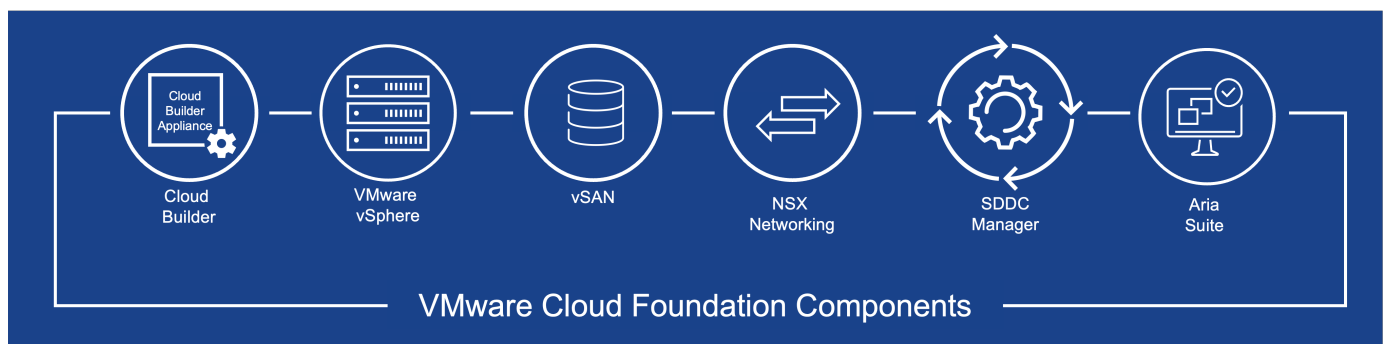 Cloud
Builder
Appliance
Cloud
Builder
VMware
vSphere
vSAN
NSX
Networking
SDDC
Manager
Aria
Suite
VMware Cloud Foundation Components